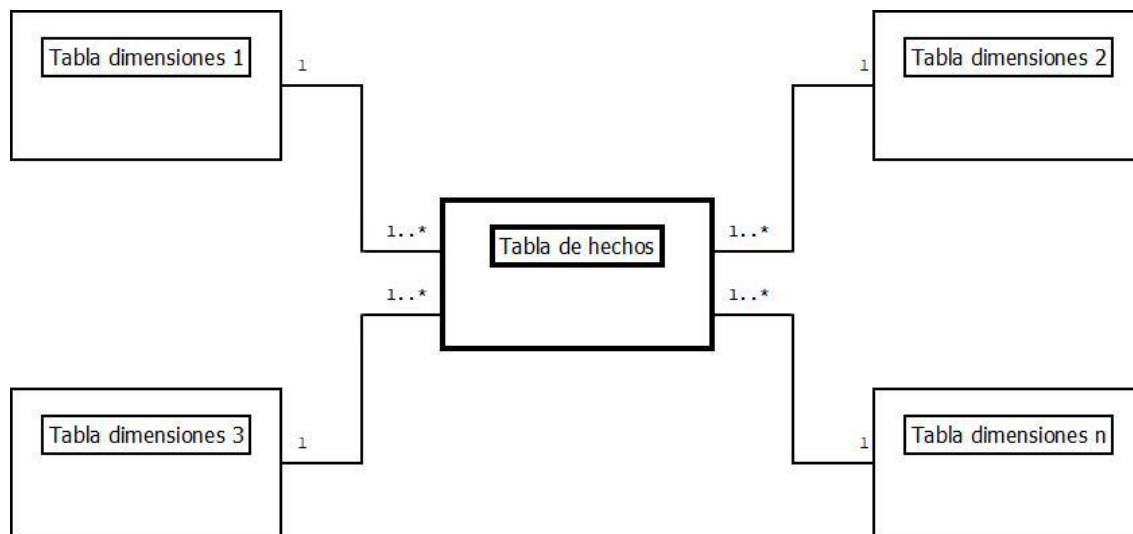 Tabla dimensiones 1
1
1
Tabla dimensiones 2
1..*
1..*
Tabla de hechos
1..*
1..*
Tabla dimensiones 3
1
1
Tabla dimensiones n